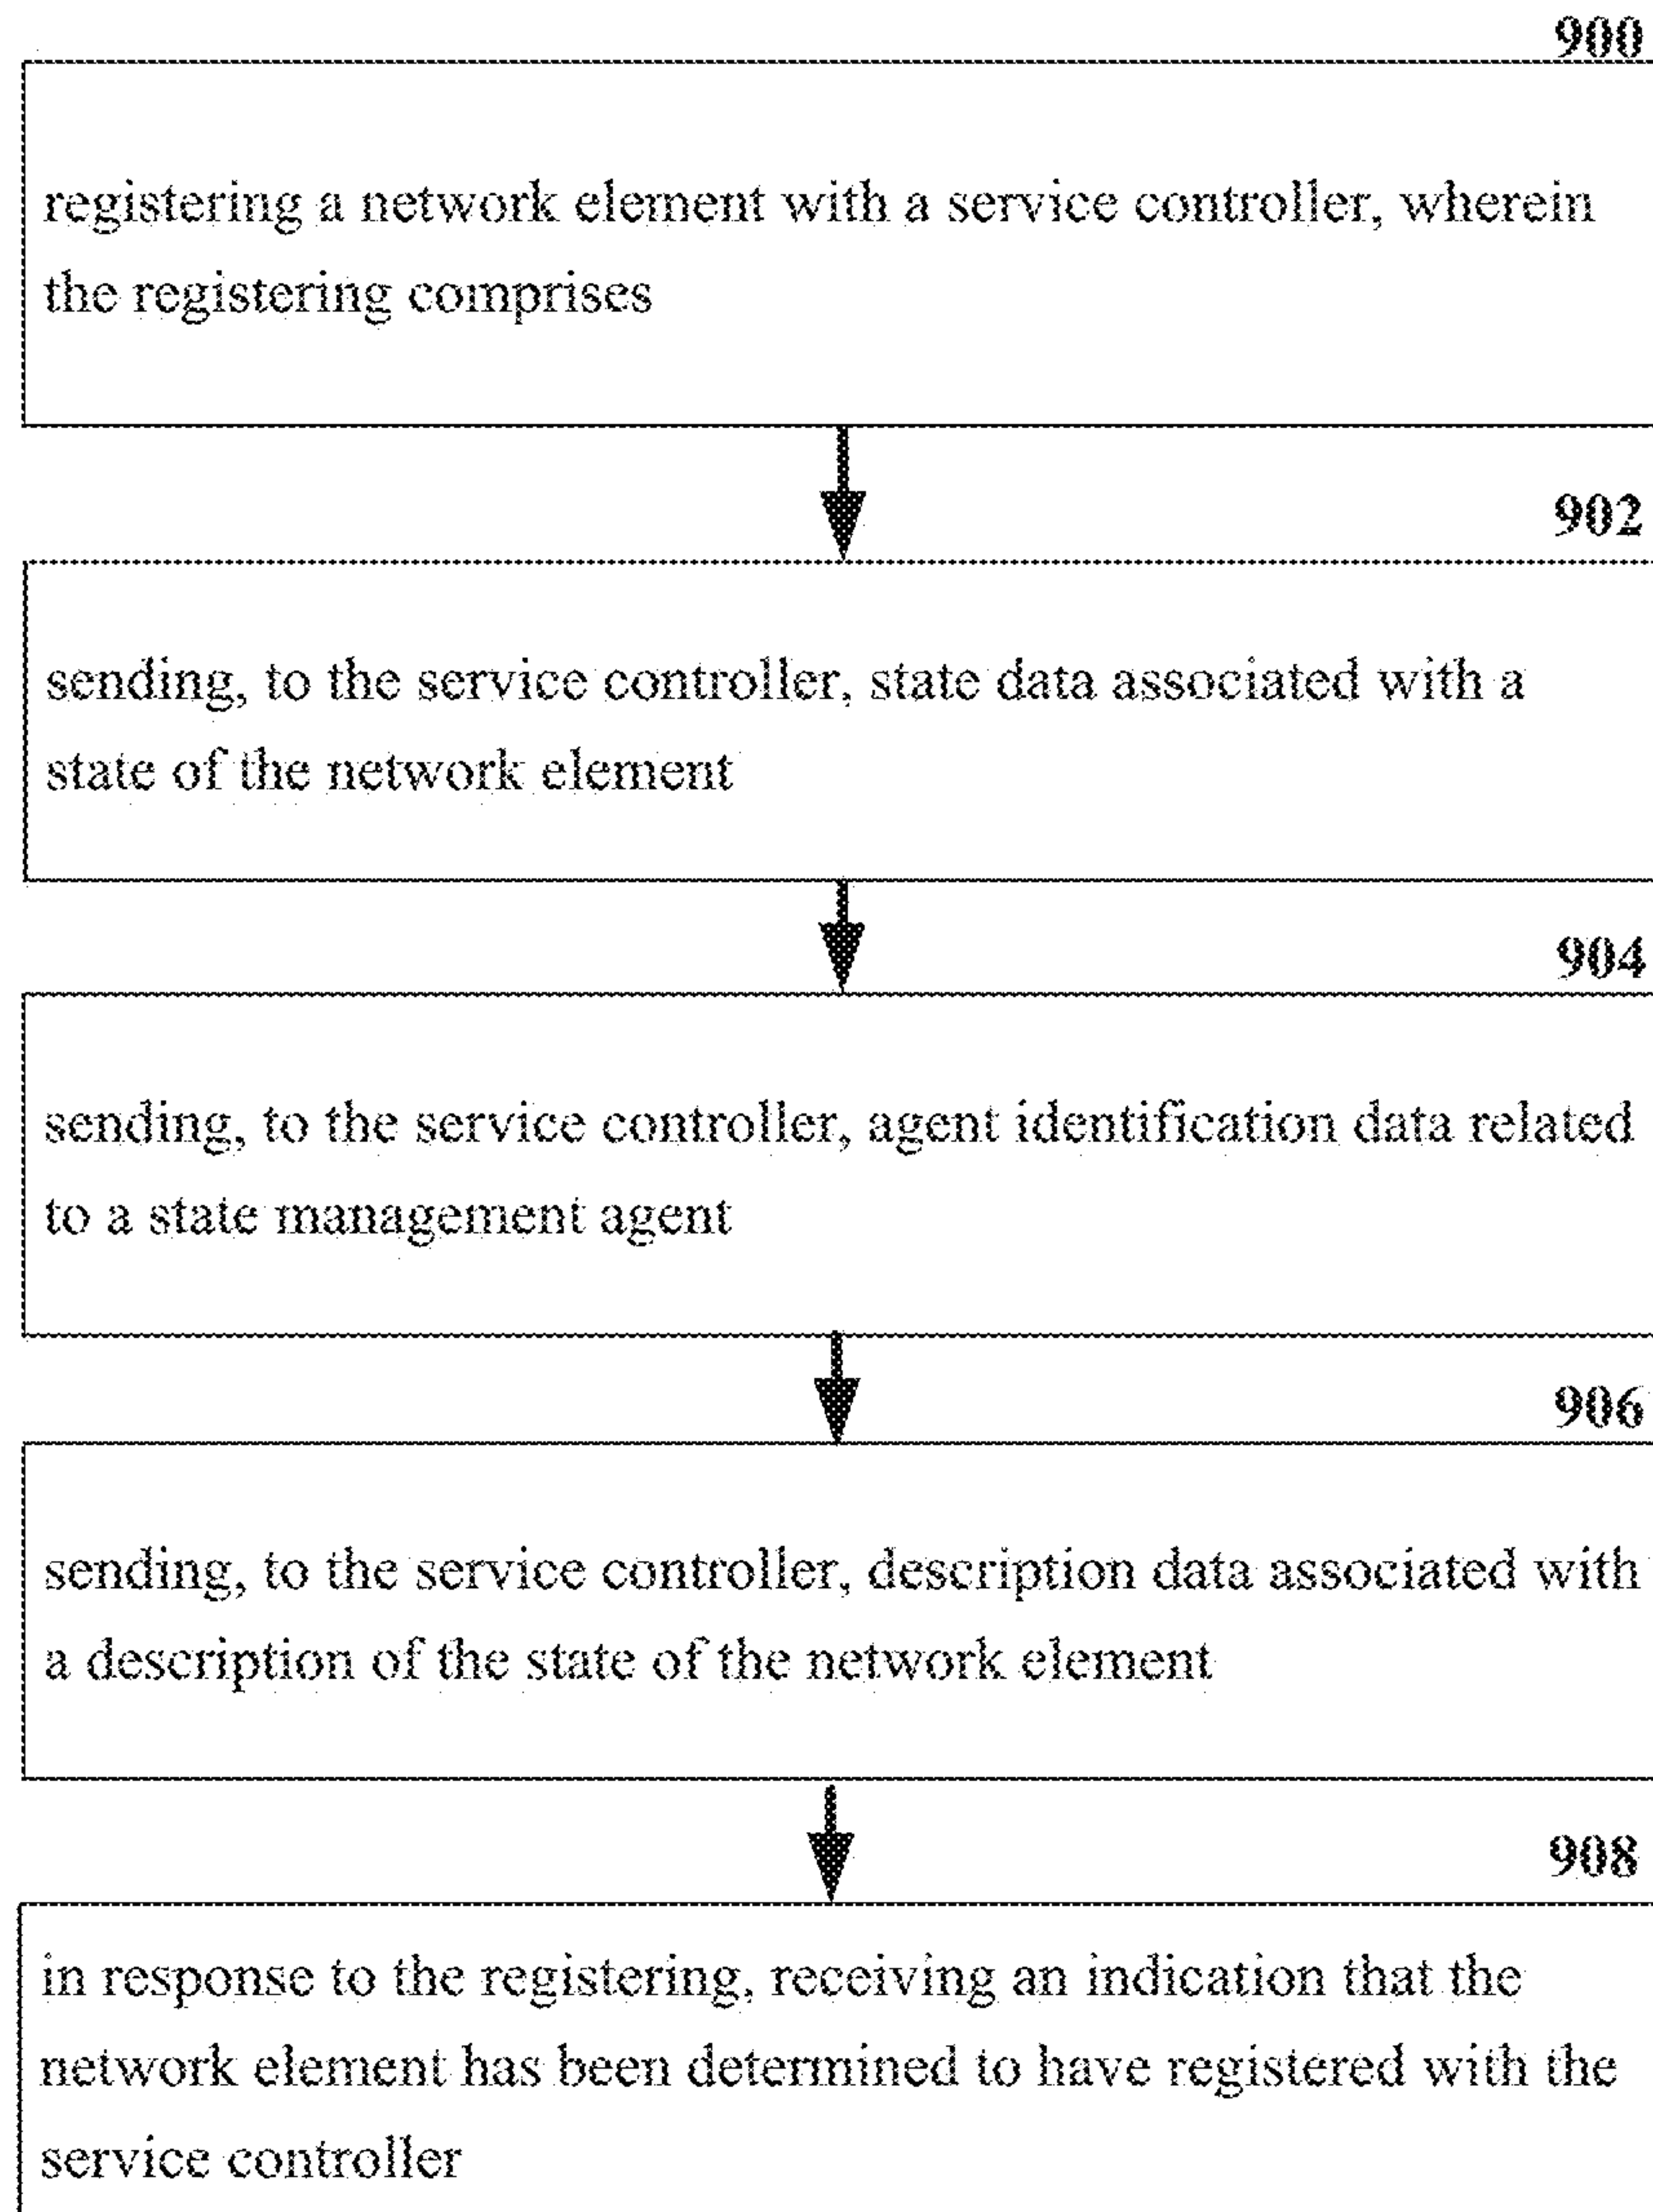 900
registering a network element with a service controller, wherein
the registering comprises
902
sending, to the service controller, state data associated with a
state of the network element
904
sending, to the service controller, agent identification data related
to a state management agent
906
sending, to the service controller, description data associated with
a description of the state of the network element
908
in response to the registering, receiving an indication that the
network element has been determined to have registered with the
service controller